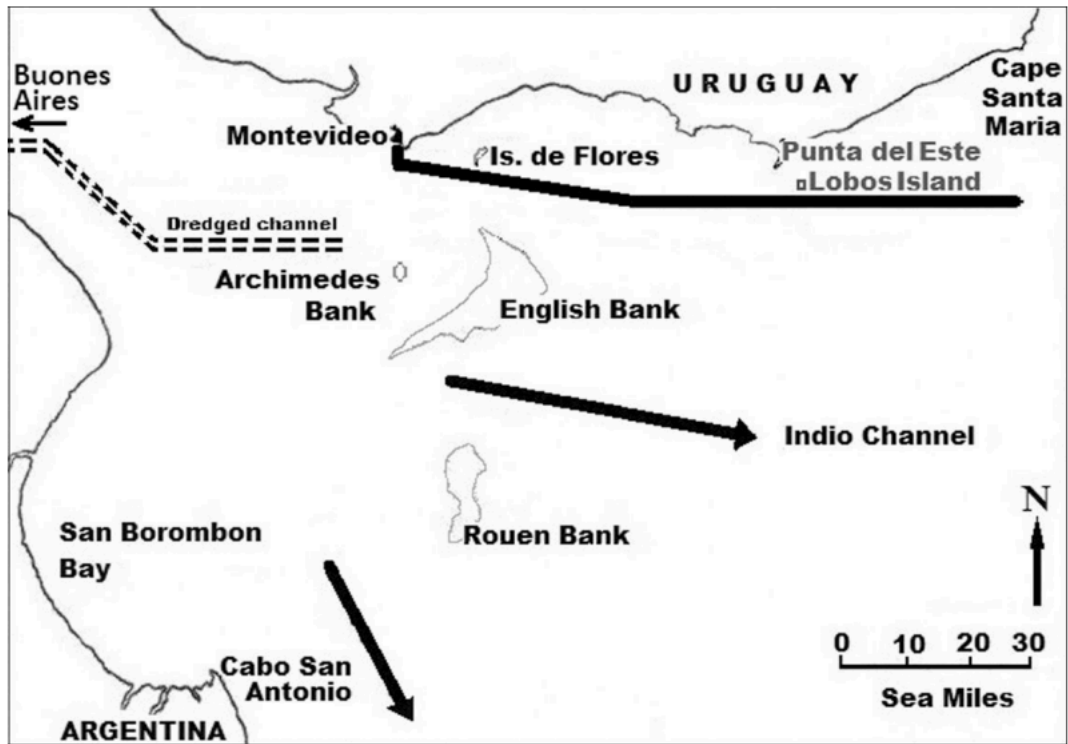 Buones
Aires
URUGUAY
Cape
Santa
Maria
Montevideo
Is. de Flores
Punta del Este
Lobos Island
Dredged channel
Archimedes
Bank
English Bank
Indio Channel
N
San Borombon
Bay
Rouen Bank
0 10 20 30
Sea Miles
Cabo San
Antonio
ARGENTINA